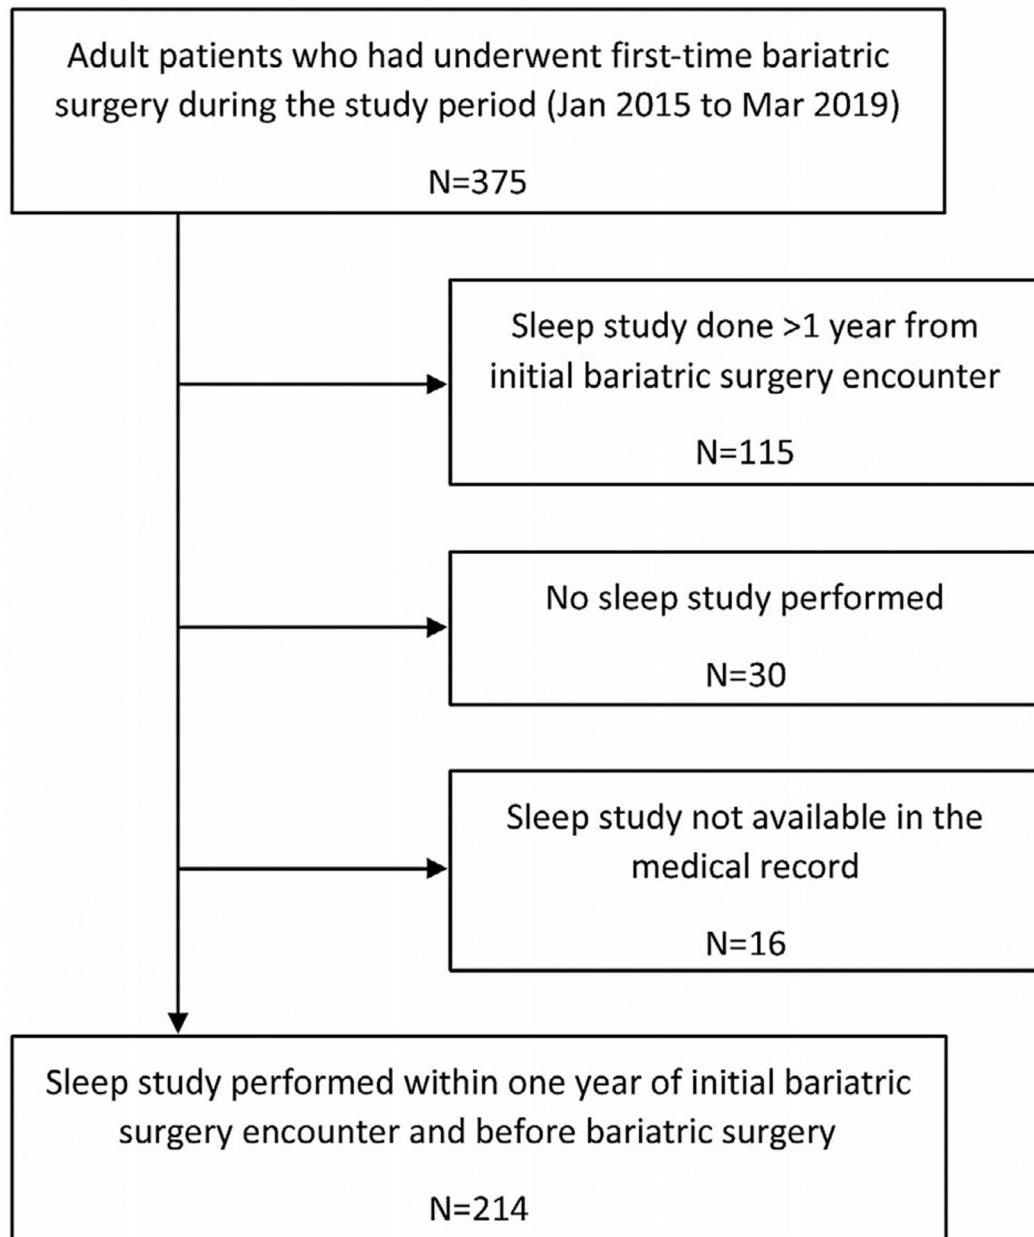 Adult patients who had underwent first-time bariatric
surgery during the study period (Jan 2015 to Mar 2019)
N=375
Sleep study done >1 year from
initial bariatric surgery encounter
N=115
No sleep study performed
N=30
Sleep study not available in the
medical record
N=16
Sleep study performed within one year of initial bariatric
surgery encounter and before bariatric surgery
N=214